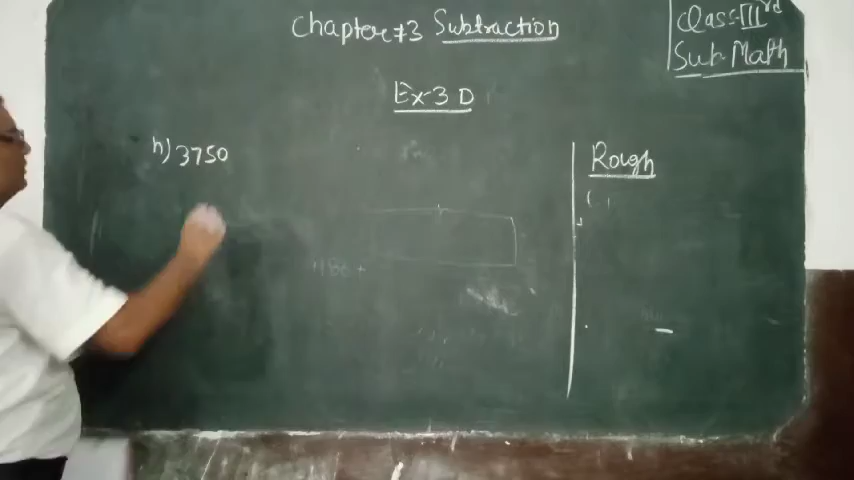 Chapter #3 Subtraction
Class-IIIrd
Sub-Math
Ex-3 D
h) 3750
Rough